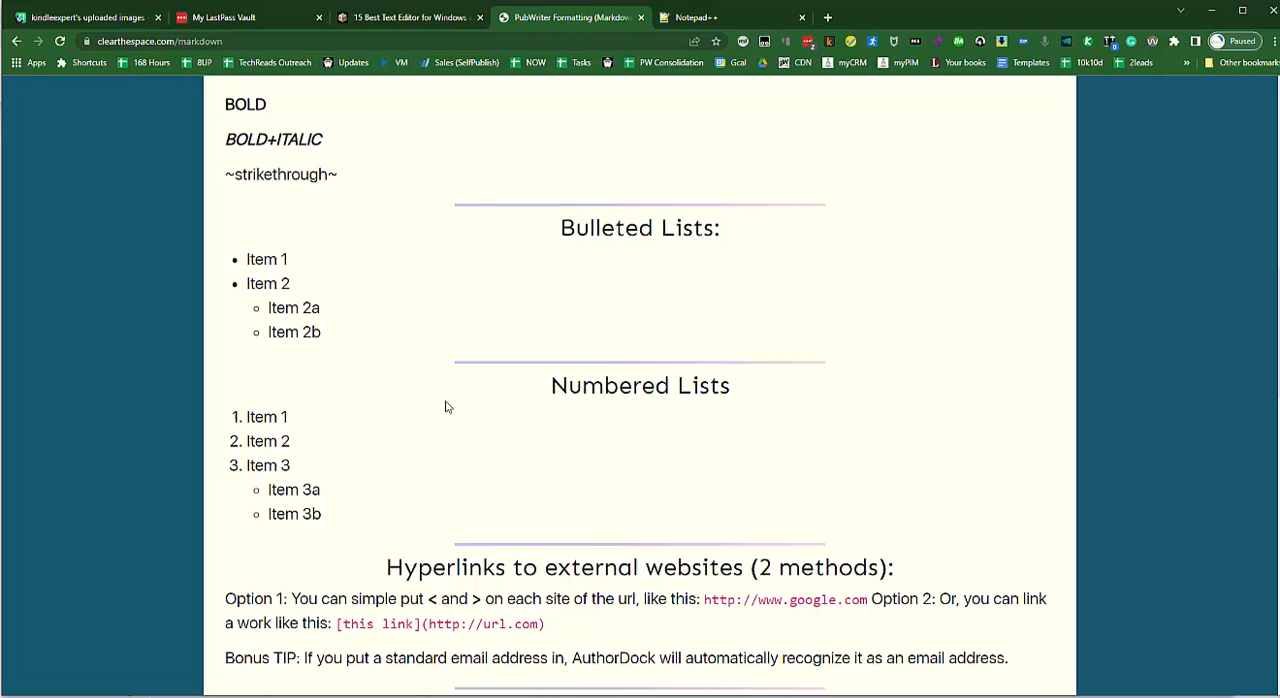 kindleexpert's uploaded images
My LastPass Vault
15 Best Text Editor for Windows
PubWriter Formatting (Markdow
Notepad++
clearthespace.com/markdown
Paused
Apps
Shortcuts
168 Hours
8UP
TechReads Outreach
Updates
VM
Sales (SelfPublish)
NOW
Tasks
PW Consolidation
Gcal
CDN
myCRM
myPIM
Your books
Templates
10k10d
2leads
»
Other bookmark
BOLD
BOLD+ITALIC
~strikethrough~
Bulleted Lists:
• Item 1
• Item 2
◦ Item 2a
◦ Item 2b
Numbered Lists
1. Item 1
2. Item 2
3. Item 3
◦ Item 3a
◦ Item 3b
Hyperlinks to external websites (2 methods):
Option 1: You can simple put < and > on each site of the url, like this: http://www.google.com Option 2: Or, you can link
a work like this: [this link](http://url.com)
Bonus TIP: If you put a standard email address in, AuthorDock will automatically recognize it as an email address.